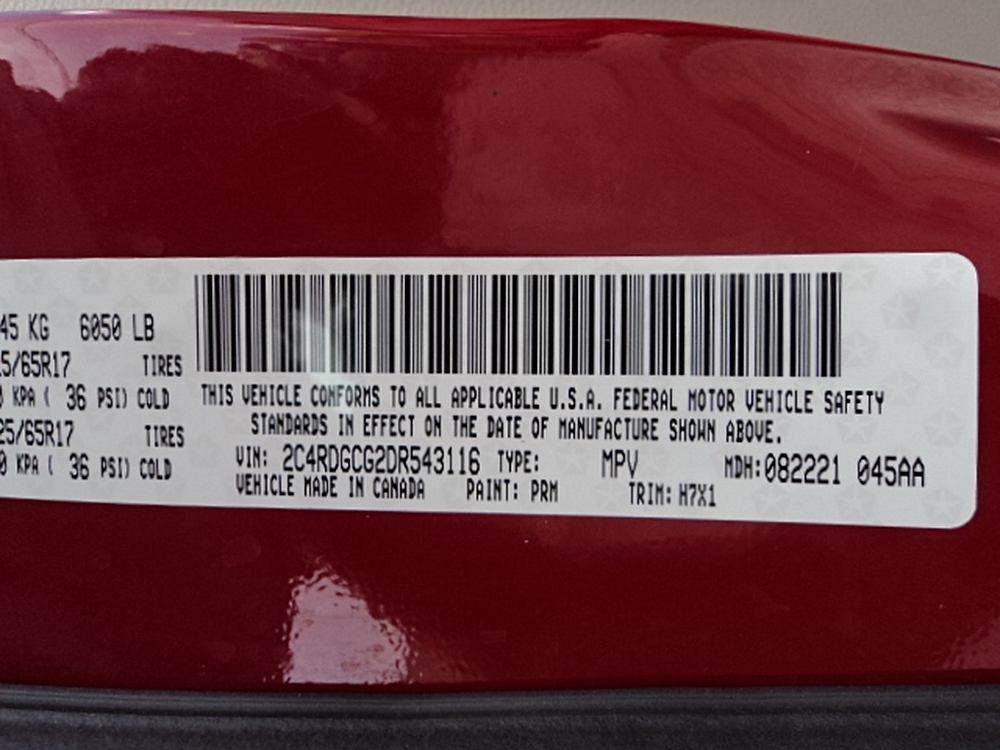 45 KG 6050 LB
25/65R17 TIRES
0 KPA ( 36 PSI) COLD
25/65R17 TIRES
0 KPA ( 36 PSI) COLD
THIS VEHICLE CONFORMS TO ALL APPLICABLE U.S.A. FEDERAL MOTOR VEHICLE SAFETY
STANDARDS IN EFFECT ON THE DATE OF MANUFACTURE SHOWN ABOVE.
VIN: 2C4RDGCG2DR543116 TYPE: MPV MDH:082221 045AA
VEHICLE MADE IN CANADA PAINT: PRM TRIM: H7X1